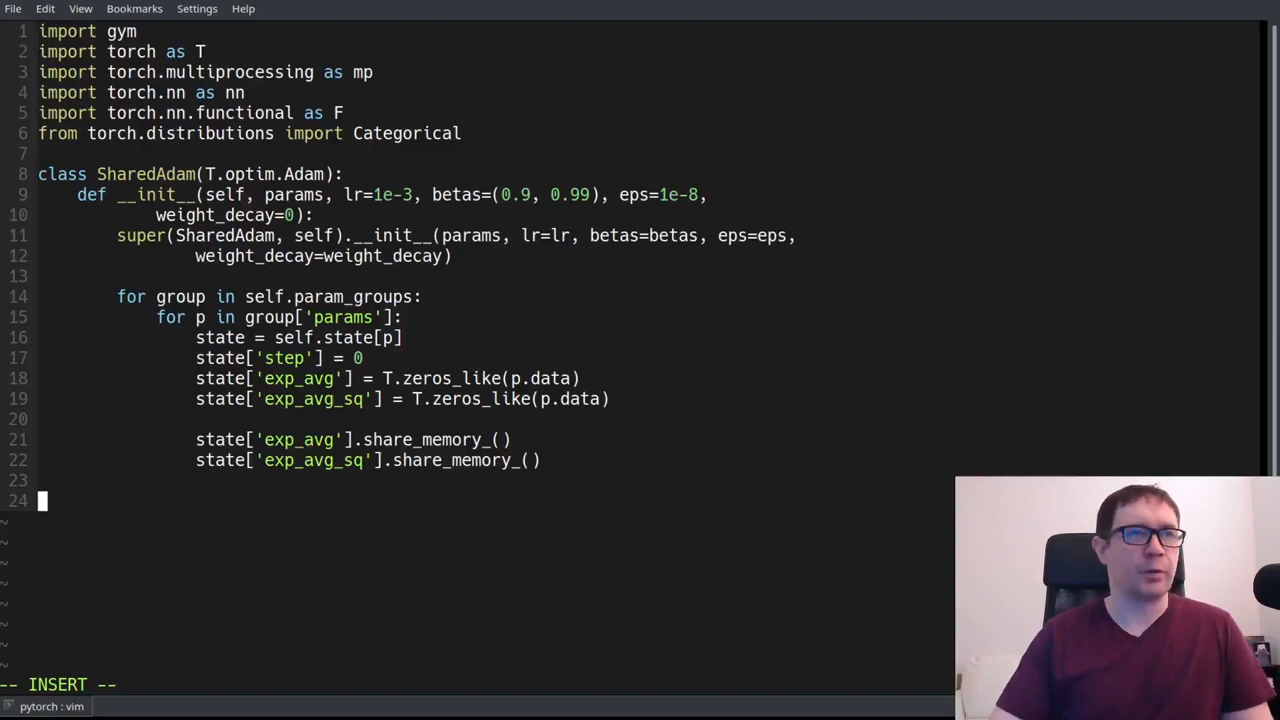 File Edit View Bookmarks Settings Help
1 import gym
2 import torch as T
3 import torch.multiprocessing as mp
4 import torch.nn as nn
5 import torch.nn.functional as F
6 from torch.distributions import Categorical
7
8 class SharedAdam(T.optim.Adam):
9     def __init__(self, params, lr=1e-3, betas=(0.9, 0.99), eps=1e-8,
10             weight_decay=0):
11         super(SharedAdam, self).__init__(params, lr=lr, betas=betas, eps=eps,
12                 weight_decay=weight_decay)
13
14         for group in self.param_groups:
15             for p in group['params']:
16                 state = self.state[p]
17                 state['step'] = 0
18                 state['exp_avg'] = T.zeros_like(p.data)
19                 state['exp_avg_sq'] = T.zeros_like(p.data)
20
21                 state['exp_avg'].share_memory_()
22                 state['exp_avg_sq'].share_memory_()
23
24
~
~
~
~
~
~
~
~
-- INSERT --
pytorch : vim